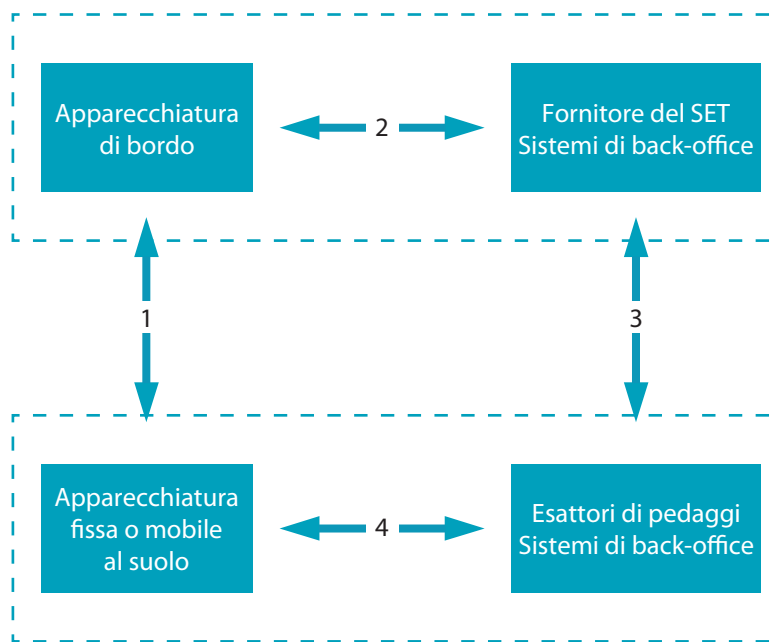 Apparecchiatura
di bordo
2
Fornitore del SET
Sistemi di back-office
1
3
Apparecchiatura
fissa o mobile
al suolo
4
Esattori di pedaggi
Sistemi di back-office